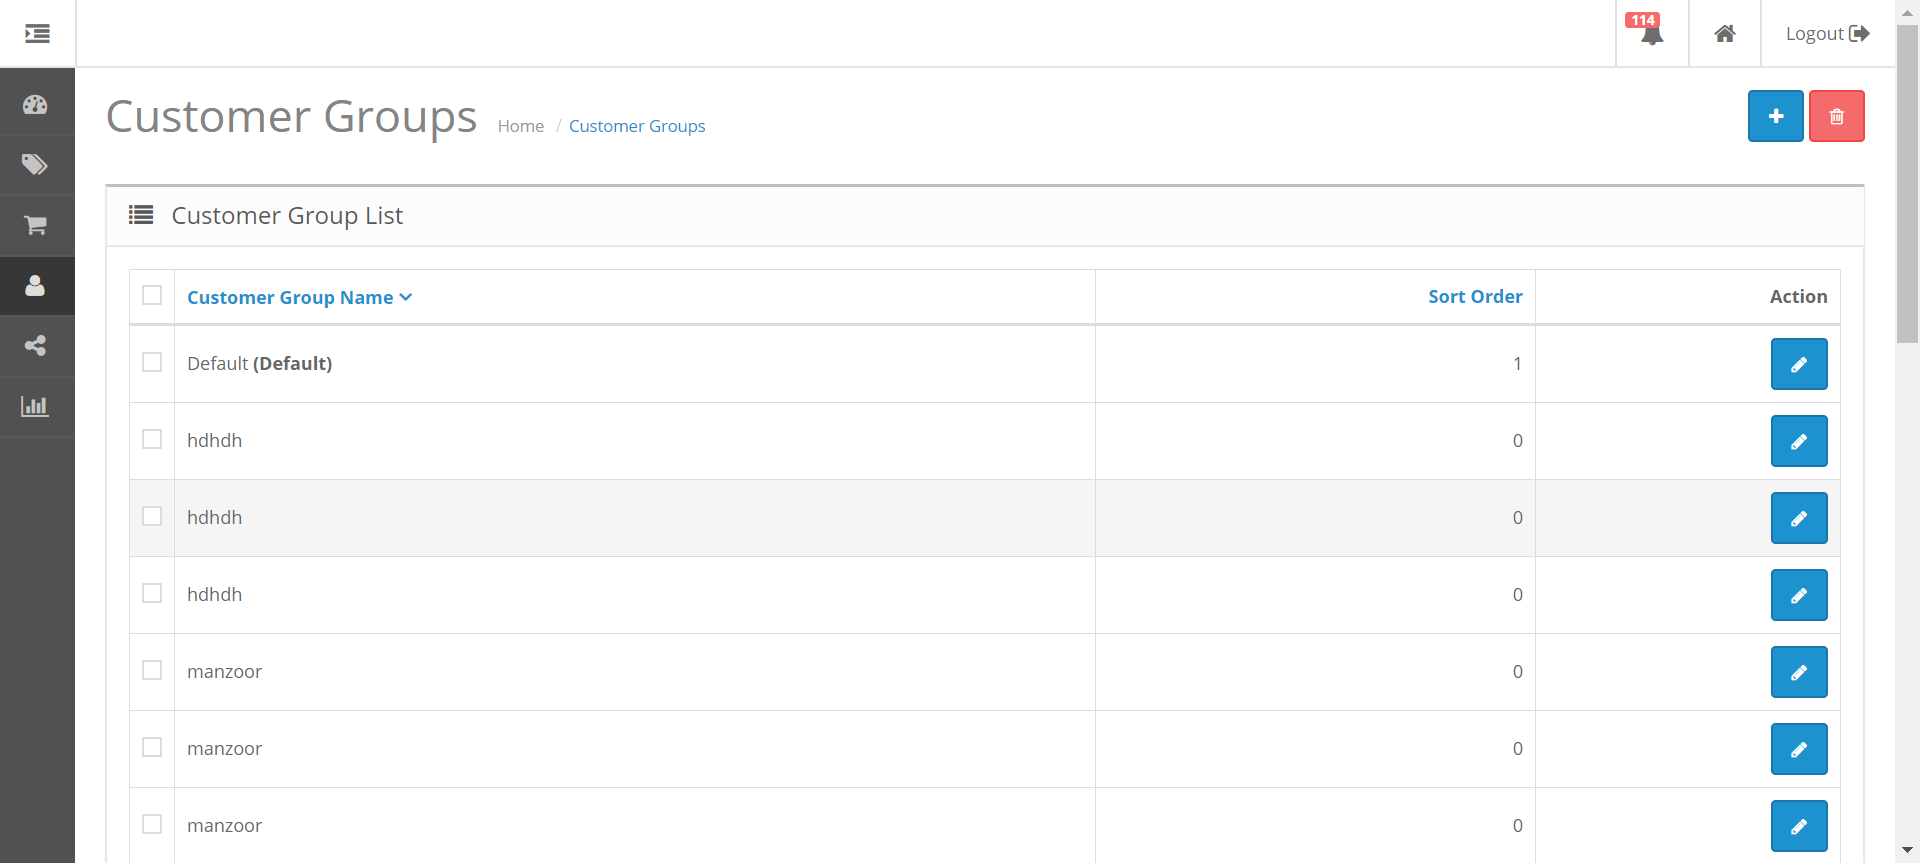 114
Logout
Customer Groups
Home / Customer Groups
Customer Group List
Customer Group Name Sort Order Action
Default (Default) 1
hdhdh 0
hdhdh 0
hdhdh 0
manzoor 0
manzoor 0
manzoor 0